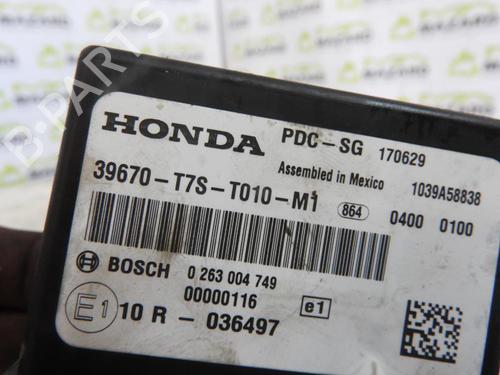 HONDA PDC-SG 170629
Assembled in Mexico 1039A58838
39670-T7S-T010-M1 864 0400 0100
BOSCH 0 263 004 749
00000116 e1
E1 10 R - 036497
B-PARTS